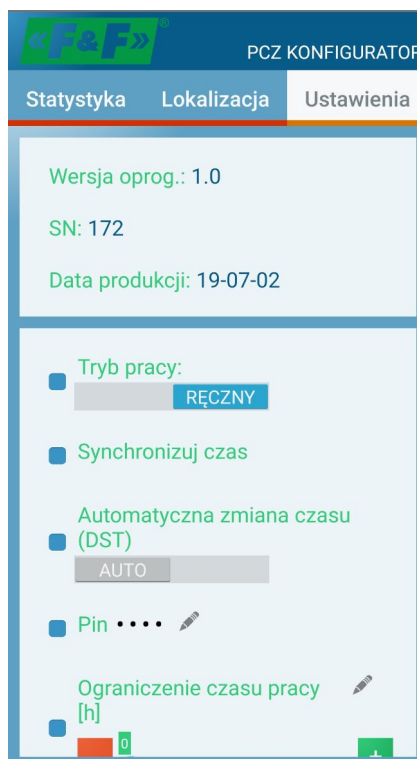 «F&F»®
PCZ KONFIGURATOR
Statystyka Lokalizacja Ustawienia
Wersja oprog.: 1.0
SN: 172
Data produkcji: 19-07-02
Tryb pracy:
RĘCZNY
Synchronizuj czas
Automatyczna zmiana czasu
(DST)
AUTO
Pin ••••
Ograniczenie czasu pracy
[h]
0
+